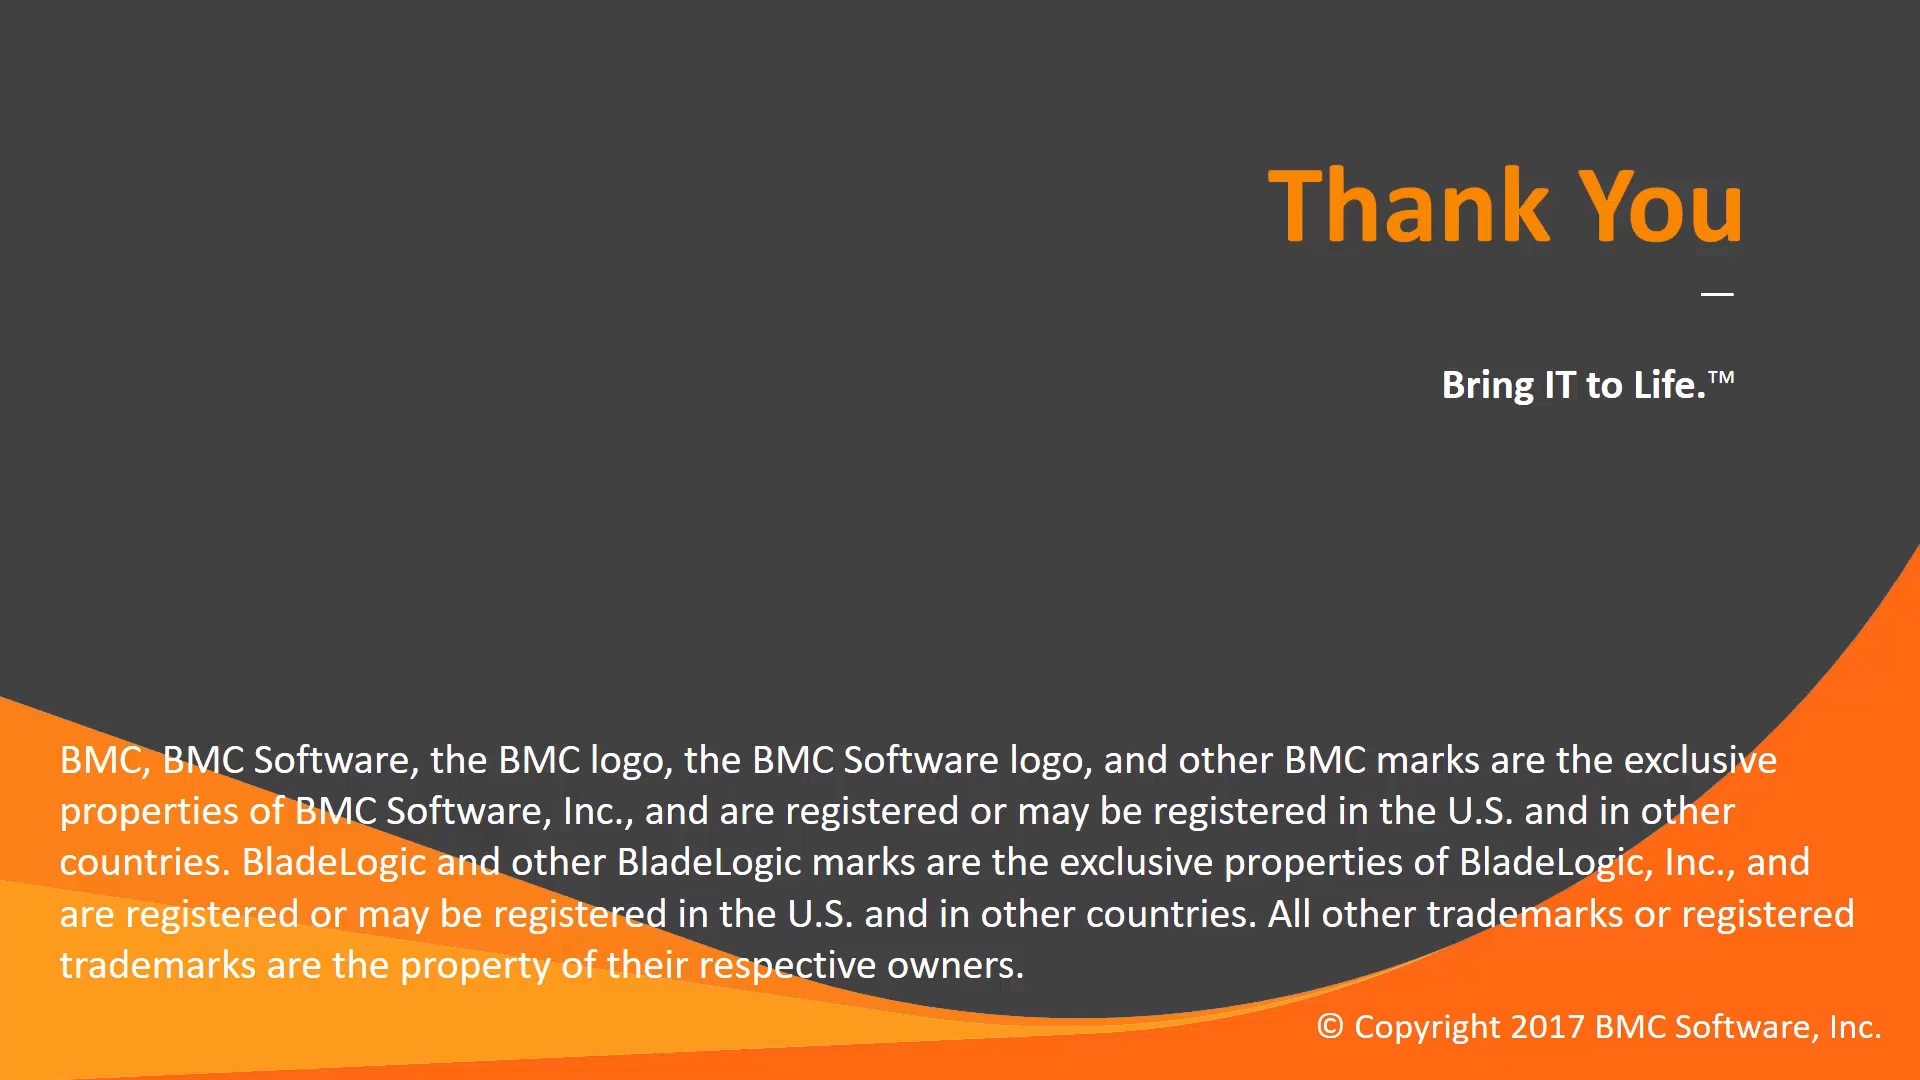 Thank You
—
Bring IT to Life.™
BMC, BMC Software, the BMC logo, the BMC Software logo, and other BMC marks are the exclusive
properties of BMC Software, Inc., and are registered or may be registered in the U.S. and in other
countries. BladeLogic and other BladeLogic marks are the exclusive properties of BladeLogic, Inc., and
are registered or may be registered in the U.S. and in other countries. All other trademarks or registered
trademarks are the property of their respective owners.
© Copyright 2017 BMC Software, Inc.